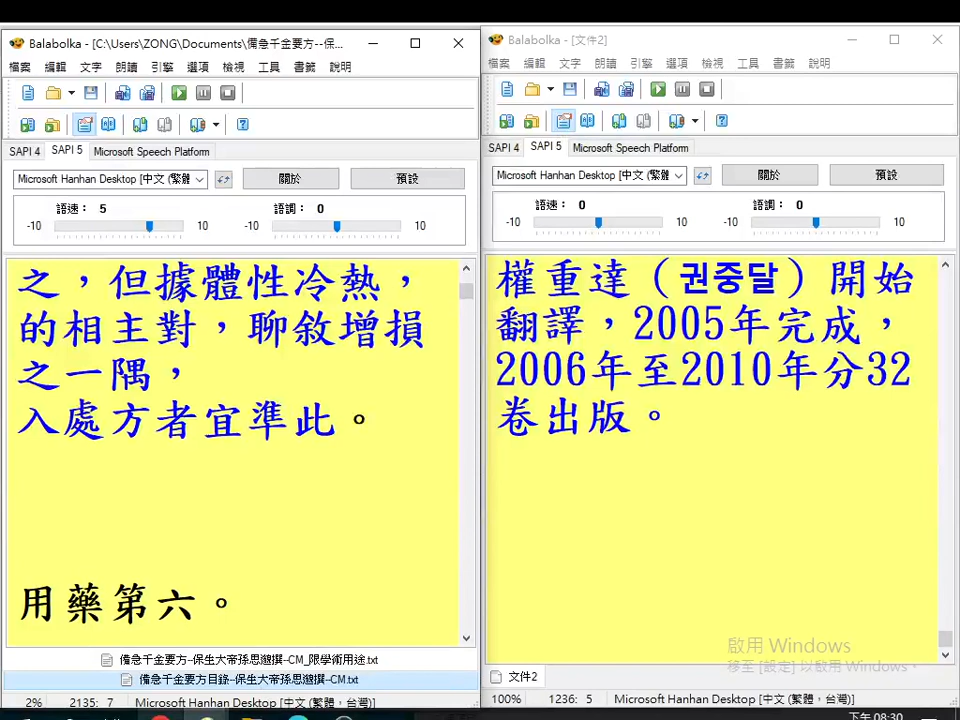 Balabolka - [C:\Users\ZONG\Documents\備急千金要方--保...
檔案 編輯 文字 朗讀 引擎 選項 檢視 工具 書籤 說明
SAPI 4 SAPI 5 Microsoft Speech Platform
Microsoft Hanhan Desktop [中文 (繁體
關於
預設
語速： 5
語調： 0
-10 10 -10 10
之，但據體性冷熱，
的相主對，聊敘增損
之一隅，
入處方者宜準此。
用藥第六。
備急千金要方--保生大帝孫思邈撰--CM_限學術用途.txt
備急千金要方目錄--保生大帝孫思邈撰--CM.txt
2% 2135: 7 Microsoft Hanhan Desktop [中文 (繁體, 台灣)]
Balabolka - [文件2]
檔案 編輯 文字 朗讀 引擎 選項 檢視 工具 書籤 說明
SAPI 4 SAPI 5 Microsoft Speech Platform
Microsoft Hanhan Desktop [中文 (繁體
關於
預設
語速： 0
語調： 0
-10 10 -10 10
權重達（권중달）開始
翻譯，2005年完成，
2006年至2010年分32
卷出版。
啟用 Windows
移至 [設定] 以啟用 Windows。
文件2
100% 1236: 5 Microsoft Hanhan Desktop [中文 (繁體, 台灣)]
下午 08:30